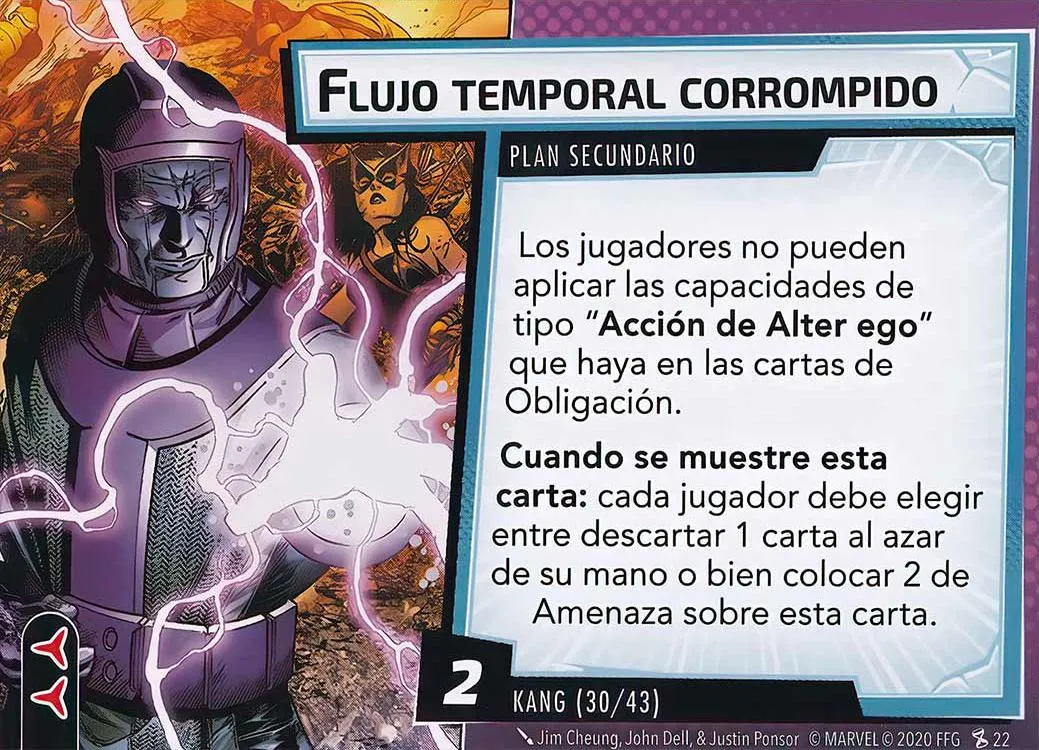 FLUJO TEMPORAL CORROMPIDO
PLAN SECUNDARIO
Los jugadores no pueden
aplicar las capacidades de
tipo “Acción de Alter ego”
que haya en las cartas de
Obligación.
Cuando se muestre esta
carta: cada jugador debe elegir
entre descartar 1 carta al azar
de su mano o bien colocar 2 de
Amenaza sobre esta carta.
2
KANG (30/43)
Jim Cheung, John Dell, & Justin Ponsor © MARVEL © 2020 FFG 22